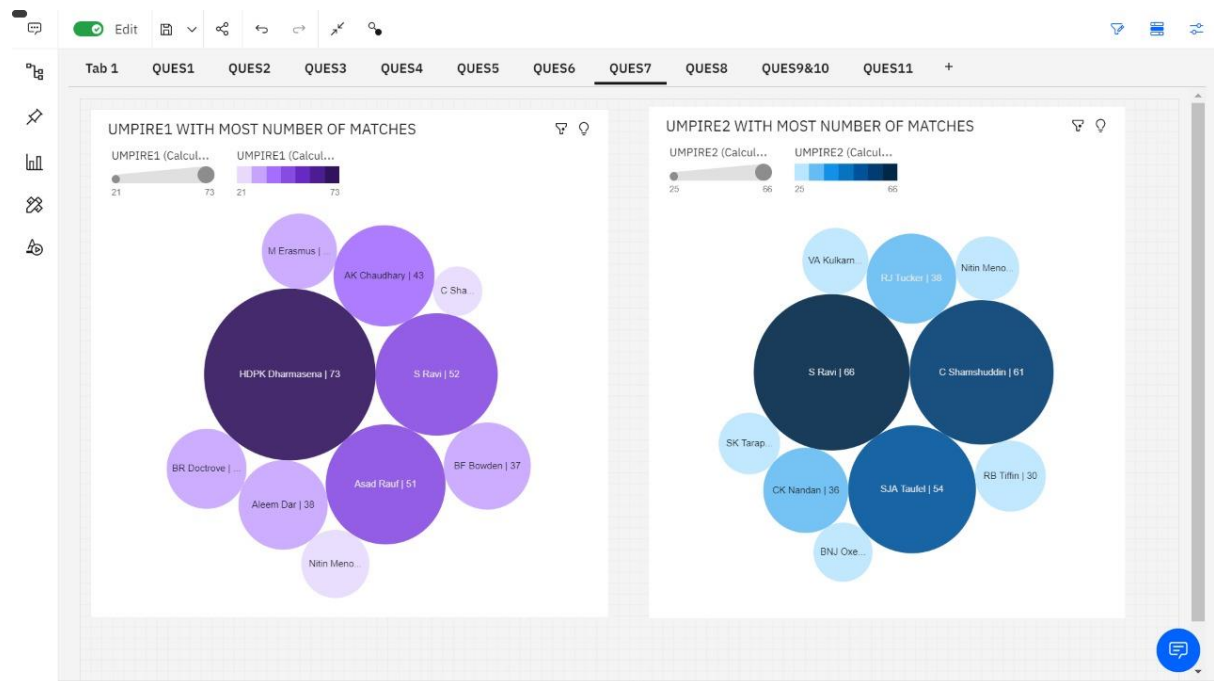 Edit
Tab 1 QUES1 QUES2 QUES3 QUES4 QUES5 QUES6 QUES7 QUES8 QUES9&10 QUES11 +
UMPIRE1 WITH MOST NUMBER OF MATCHES
UMPIRE1 (Calcul... UMPIRE1 (Calcul...
21 73 21 73
M Erasmus | ...
AK Chaudhary | 43
C Sha...
HDPK Dharmasena | 73
S Ravi | 52
BR Doctrove | ...
BF Bowden | 37
Asad Rauf | 51
Aleem Dar | 38
Nitin Meno...
UMPIRE2 WITH MOST NUMBER OF MATCHES
UMPIRE2 (Calcul... UMPIRE2 (Calcul...
25 66 25 66
VA Kulkarn...
RJ Tucker | 38
Nitin Meno...
S Ravi | 66
C Shamshuddin | 61
SK Tarap...
RB Tiffin | 30
CK Nandan | 36
SJA Taufel | 54
BNJ Oxe...